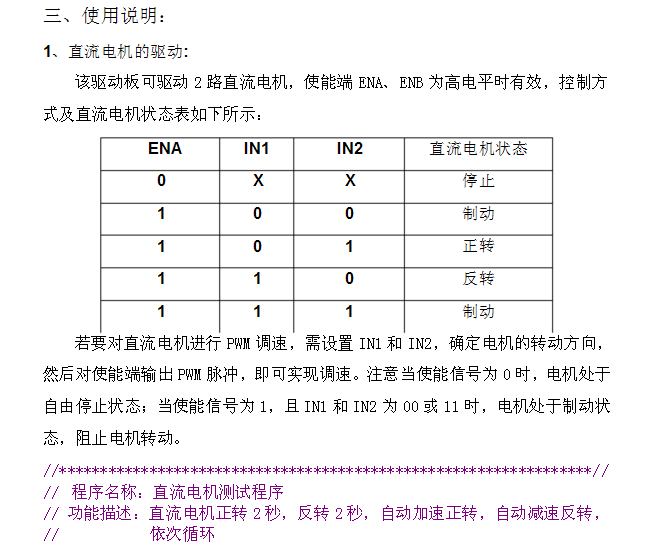 三、使用说明：
1、直流电机的驱动:
该驱动板可驱动 2 路直流电机，使能端 ENA、ENB 为高电平时有效，控制方
式及直流电机状态表如下所示：
ENA IN1 IN2 直流电机状态
0 X X 停止
1 0 0 制动
1 0 1 正转
1 1 0 反转
1 1 1 制动
若要对直流电机进行 PWM 调速，需设置 IN1 和 IN2，确定电机的转动方向，
然后对使能端输出 PWM 脉冲，即可实现调速。注意当使能信号为 0 时，电机处于
自由停止状态；当使能信号为 1，且 IN1 和 IN2 为 00 或 11 时，电机处于制动状
态，阻止电机转动。
//*****************************************************************//
// 程序名称：直流电机测试程序
// 功能描述：直流电机正转 2 秒，反转 2 秒，自动加速正转，自动减速反转，
// 依次循环